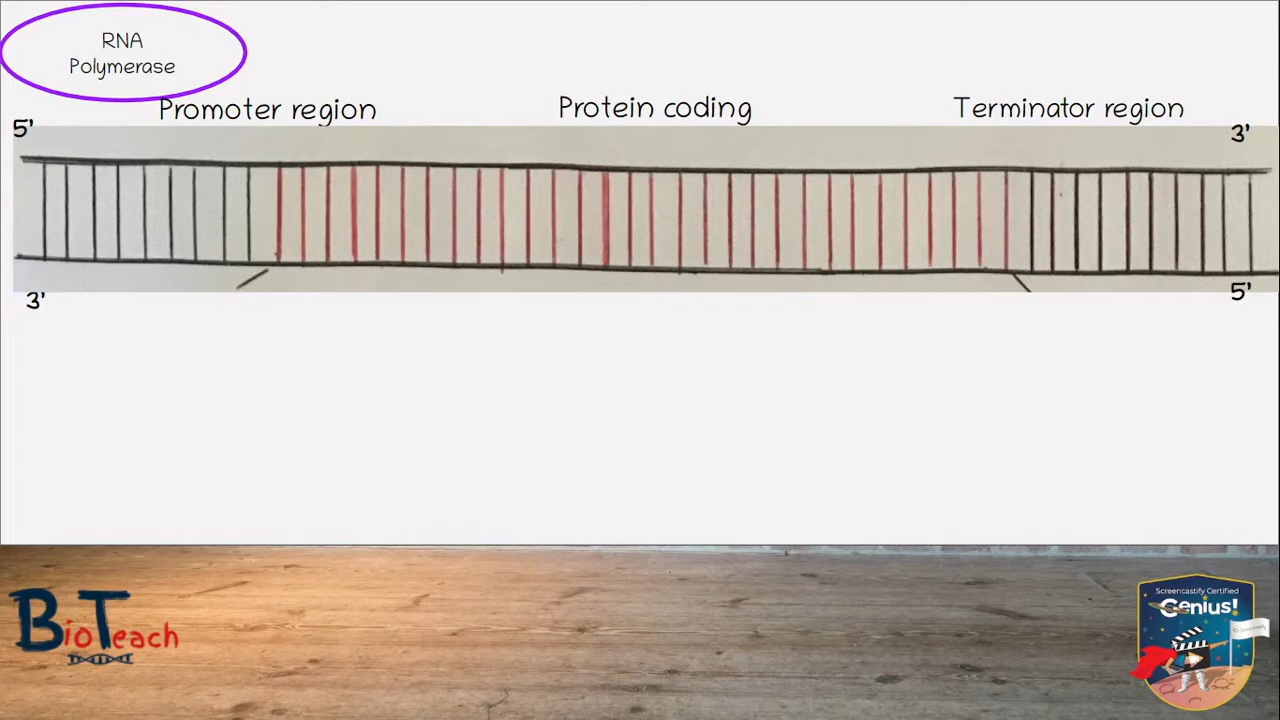 RNA
Polymerase
Promoter region
Protein coding
Terminator region
5'
3'
3'
5'
BioTeach
Screencastify Certified
Genius!